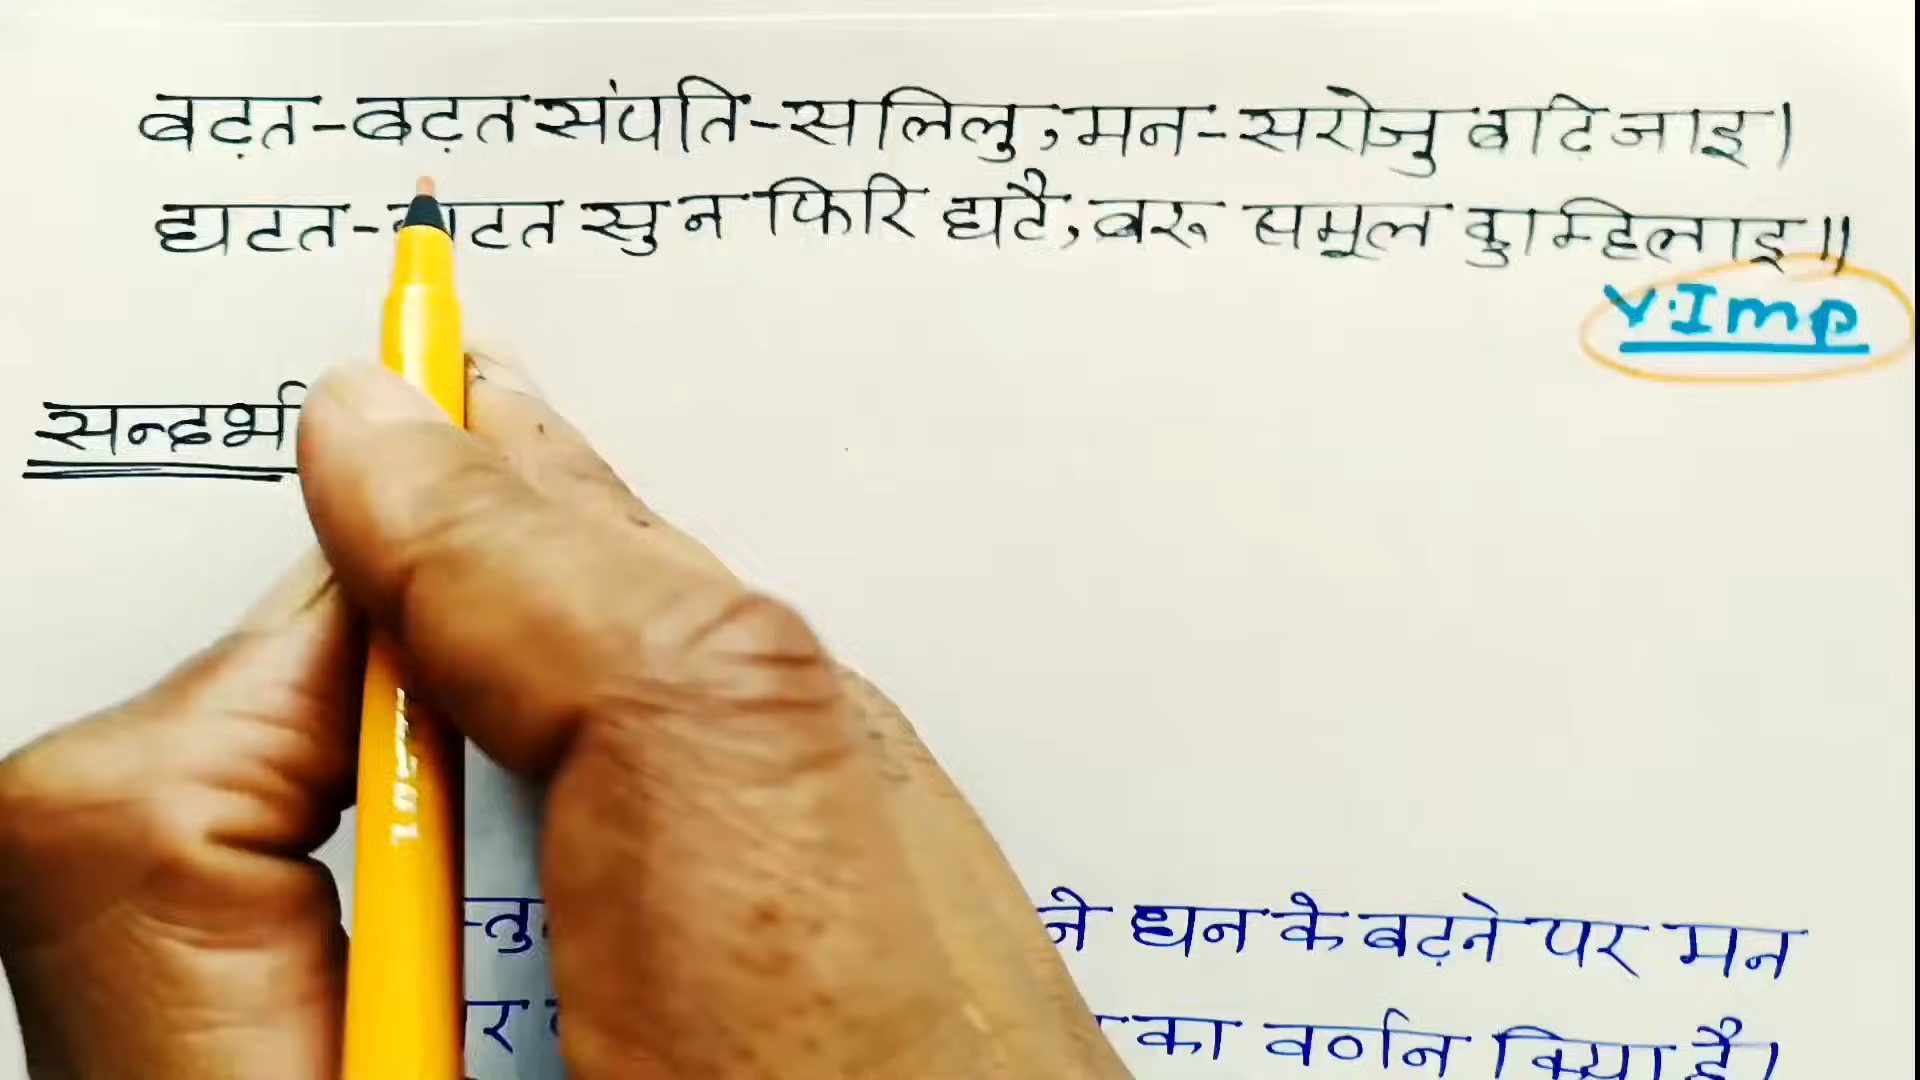 बढ़त-बढ़त संपति-सलिलु, मन-सरोजु बाढ़ि जाइ।
घटत-घटत सु न फिरि घटै, बरु समूल कुम्हिलाइ॥
V.Imp
सन्दर्भ
ने धन के बढ़ने पर मन
का वर्णन किया है।